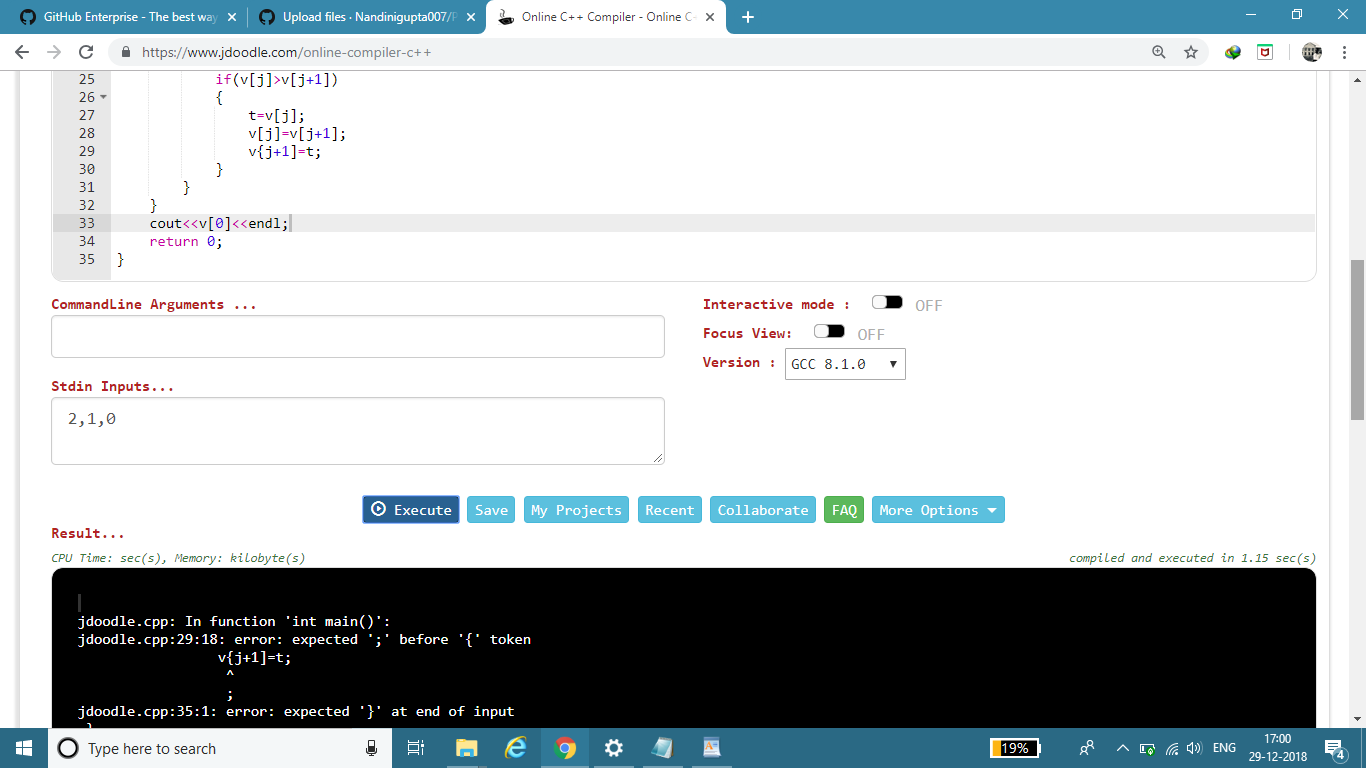 GitHub Enterprise - The best way
Upload files · Nandinigupta007/P
Online C++ Compiler - Online C
https://www.jdoodle.com/online-compiler-c++
25 if(v[j]>v[j+1])
26 {
27 t=v[j];
28 v[j]=v[j+1];
29 v{j+1]=t;
30 }
31 }
32 }
33 cout<<v[0]<<endl;
34 return 0;
35 }
CommandLine Arguments ...
Interactive mode : OFF
Focus View: OFF
Version : GCC 8.1.0
Stdin Inputs...
2,1,0
Execute Save My Projects Recent Collaborate FAQ More Options
Result...
CPU Time: sec(s), Memory: kilobyte(s)
compiled and executed in 1.15 sec(s)
jdoodle.cpp: In function 'int main()':
jdoodle.cpp:29:18: error: expected ';' before '{' token
v{j+1]=t;
^
;
jdoodle.cpp:35:1: error: expected '}' at end of input
}
Type here to search
19%
ENG
17:00
29-12-2018
4